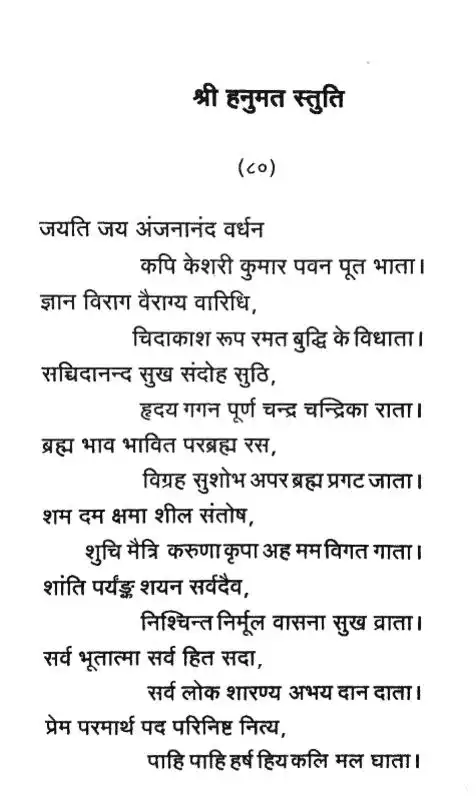 श्री हनुमत स्तुति
(८०)
जयति जय अंजनानंद वर्धन
कपि केशरी कुमार पवन पूत भाता।
ज्ञान विराग वैराग्य वारिधि,
चिदाकाश रूप रमत बुद्धि के विधाता।
सच्चिदानन्द सुख संदोह सुठि,
हृदय गगन पूर्ण चन्द्र चन्द्रिका राता।
ब्रह्म भाव भावित परब्रह्म रस,
विग्रह सुशोभ अपर ब्रह्म प्रगट जाता।
शम दम क्षमा शील संतोष,
शुचि मैत्रि करुणा कृपा अह मम विगत गाता।
शांति पर्यङ्क शयन सर्वदैव,
निश्चिन्त निर्मूल वासना सुख व्राता।
सर्व भूतात्मा सर्व हित सदा,
सर्व लोक शारण्य अभय दान दाता।
प्रेम परमार्थ पद परिनिष्ट नित्य,
पाहि पाहि हर्ष हिय कलि मल घाता।